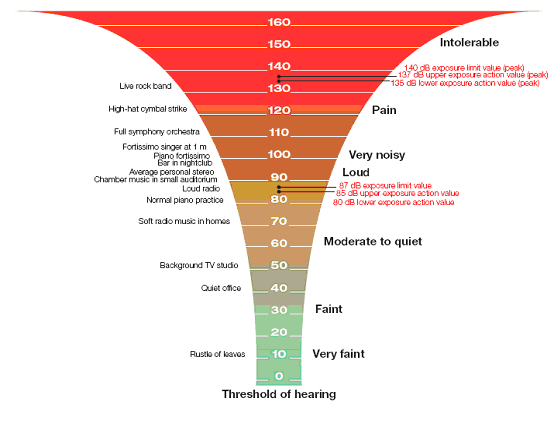 160
150
Intolerable
140
140 dB exposure limit value (peak)
137 dB upper exposure action value (peak)
135 dB lower exposure action value (peak)
Live rock band
130
High-hat cymbal strike
120
Pain
Full symphony orchestra
110
Fortissimo singer at 1 m
Piano fortissimo
100
Very noisy
Bar in nightclub
Average personal stereo
Loud
Chamber music in small auditorium
90
Loud radio
87 dB exposure limit value
85 dB upper exposure action value
Normal piano practice
80
80 dB lower exposure action value
Soft radio music in homes
70
60
Moderate to quiet
Background TV studio
50
Quiet office
40
30
Faint
20
Rustle of leaves
10
Very faint
0
Threshold of hearing